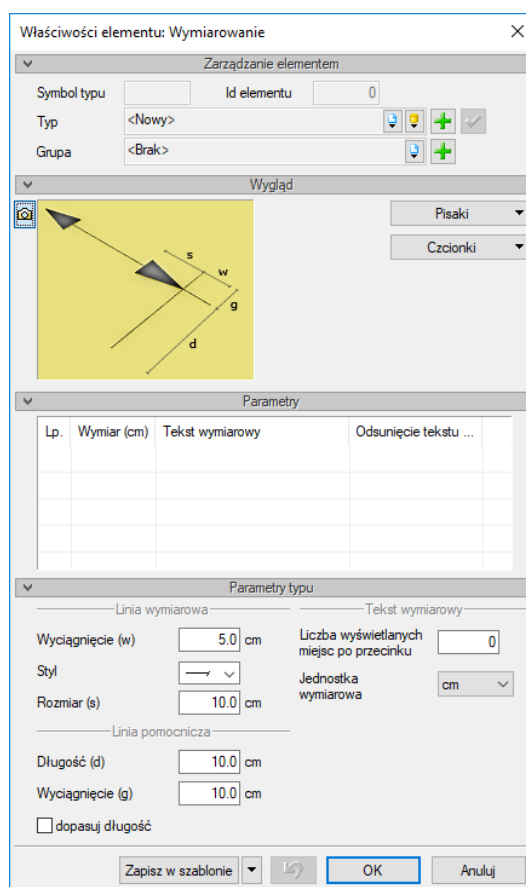 Właściwości elementu: Wymiarowanie
Zarządzanie elementem
Symbol typu Id elementu 0
Typ <Nowy>
Grupa <Brak>
Wygląd
s
w
g
d
Pisaki
Czcionki
Parametry
Lp. Wymiar (cm) Tekst wymiarowy Odsunięcie tekstu ...
Parametry typu
Linia wymiarowa
Wyciągnięcie (w) 5.0 cm
Styl
Rozmiar (s) 10.0 cm
Linia pomocnicza
Długość (d) 10.0 cm
Wyciągnięcie (g) 10.0 cm
dopasuj długość
Tekst wymiarowy
Liczba wyświetlanych
miejsc po przecinku 0
Jednostka
wymiarowa cm
Zapisz w szablonie OK Anuluj